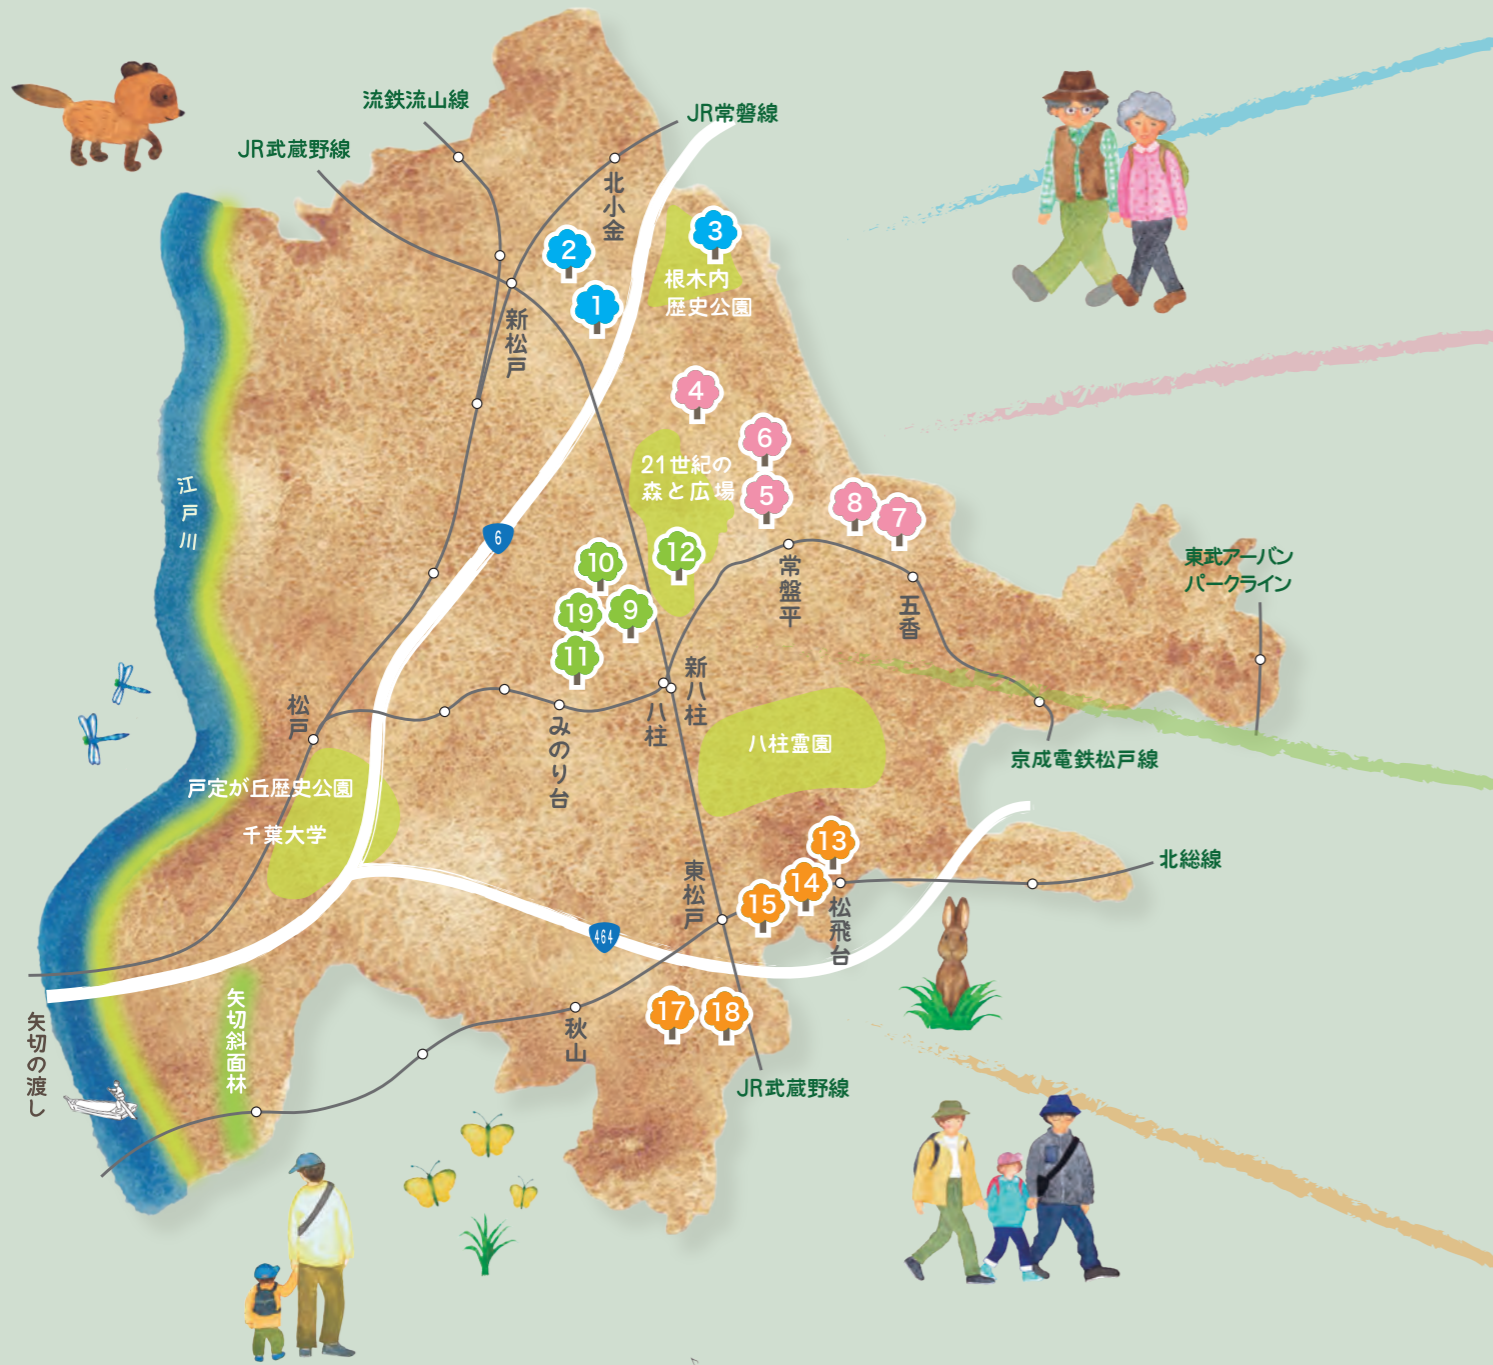 流鉄流山線
JR常磐線
JR武蔵野線
北小金
2
3
1
根木内
歴史公園
新松戸
4
6
21世紀の
森と広場
5
8
7
江戸川
6
10
12
常盤平
五香
東武アーバン
パークライン
19
9
11
新八柱
八柱
松戸
みのり台
八柱霊園
京成電鉄松戸線
戸定が丘歴史公園
千葉大学
13
北総線
東松戸
14
15
松飛台
464
矢切斜面林
17
18
矢切の渡し
秋山
JR武蔵野線